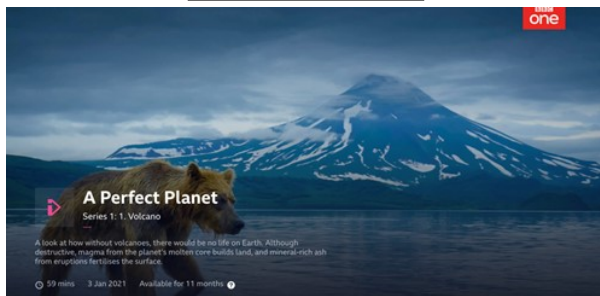 BBC
one
A Perfect Planet
Series 1: 1. Volcano
A look at how without volcanoes, there would be no life on Earth. Although
destructive, magma from the planet's molten core builds land, and mineral-rich ash
from eruptions fertilises the surface.
59 mins 3 Jan 2021 Available for 11 months ?